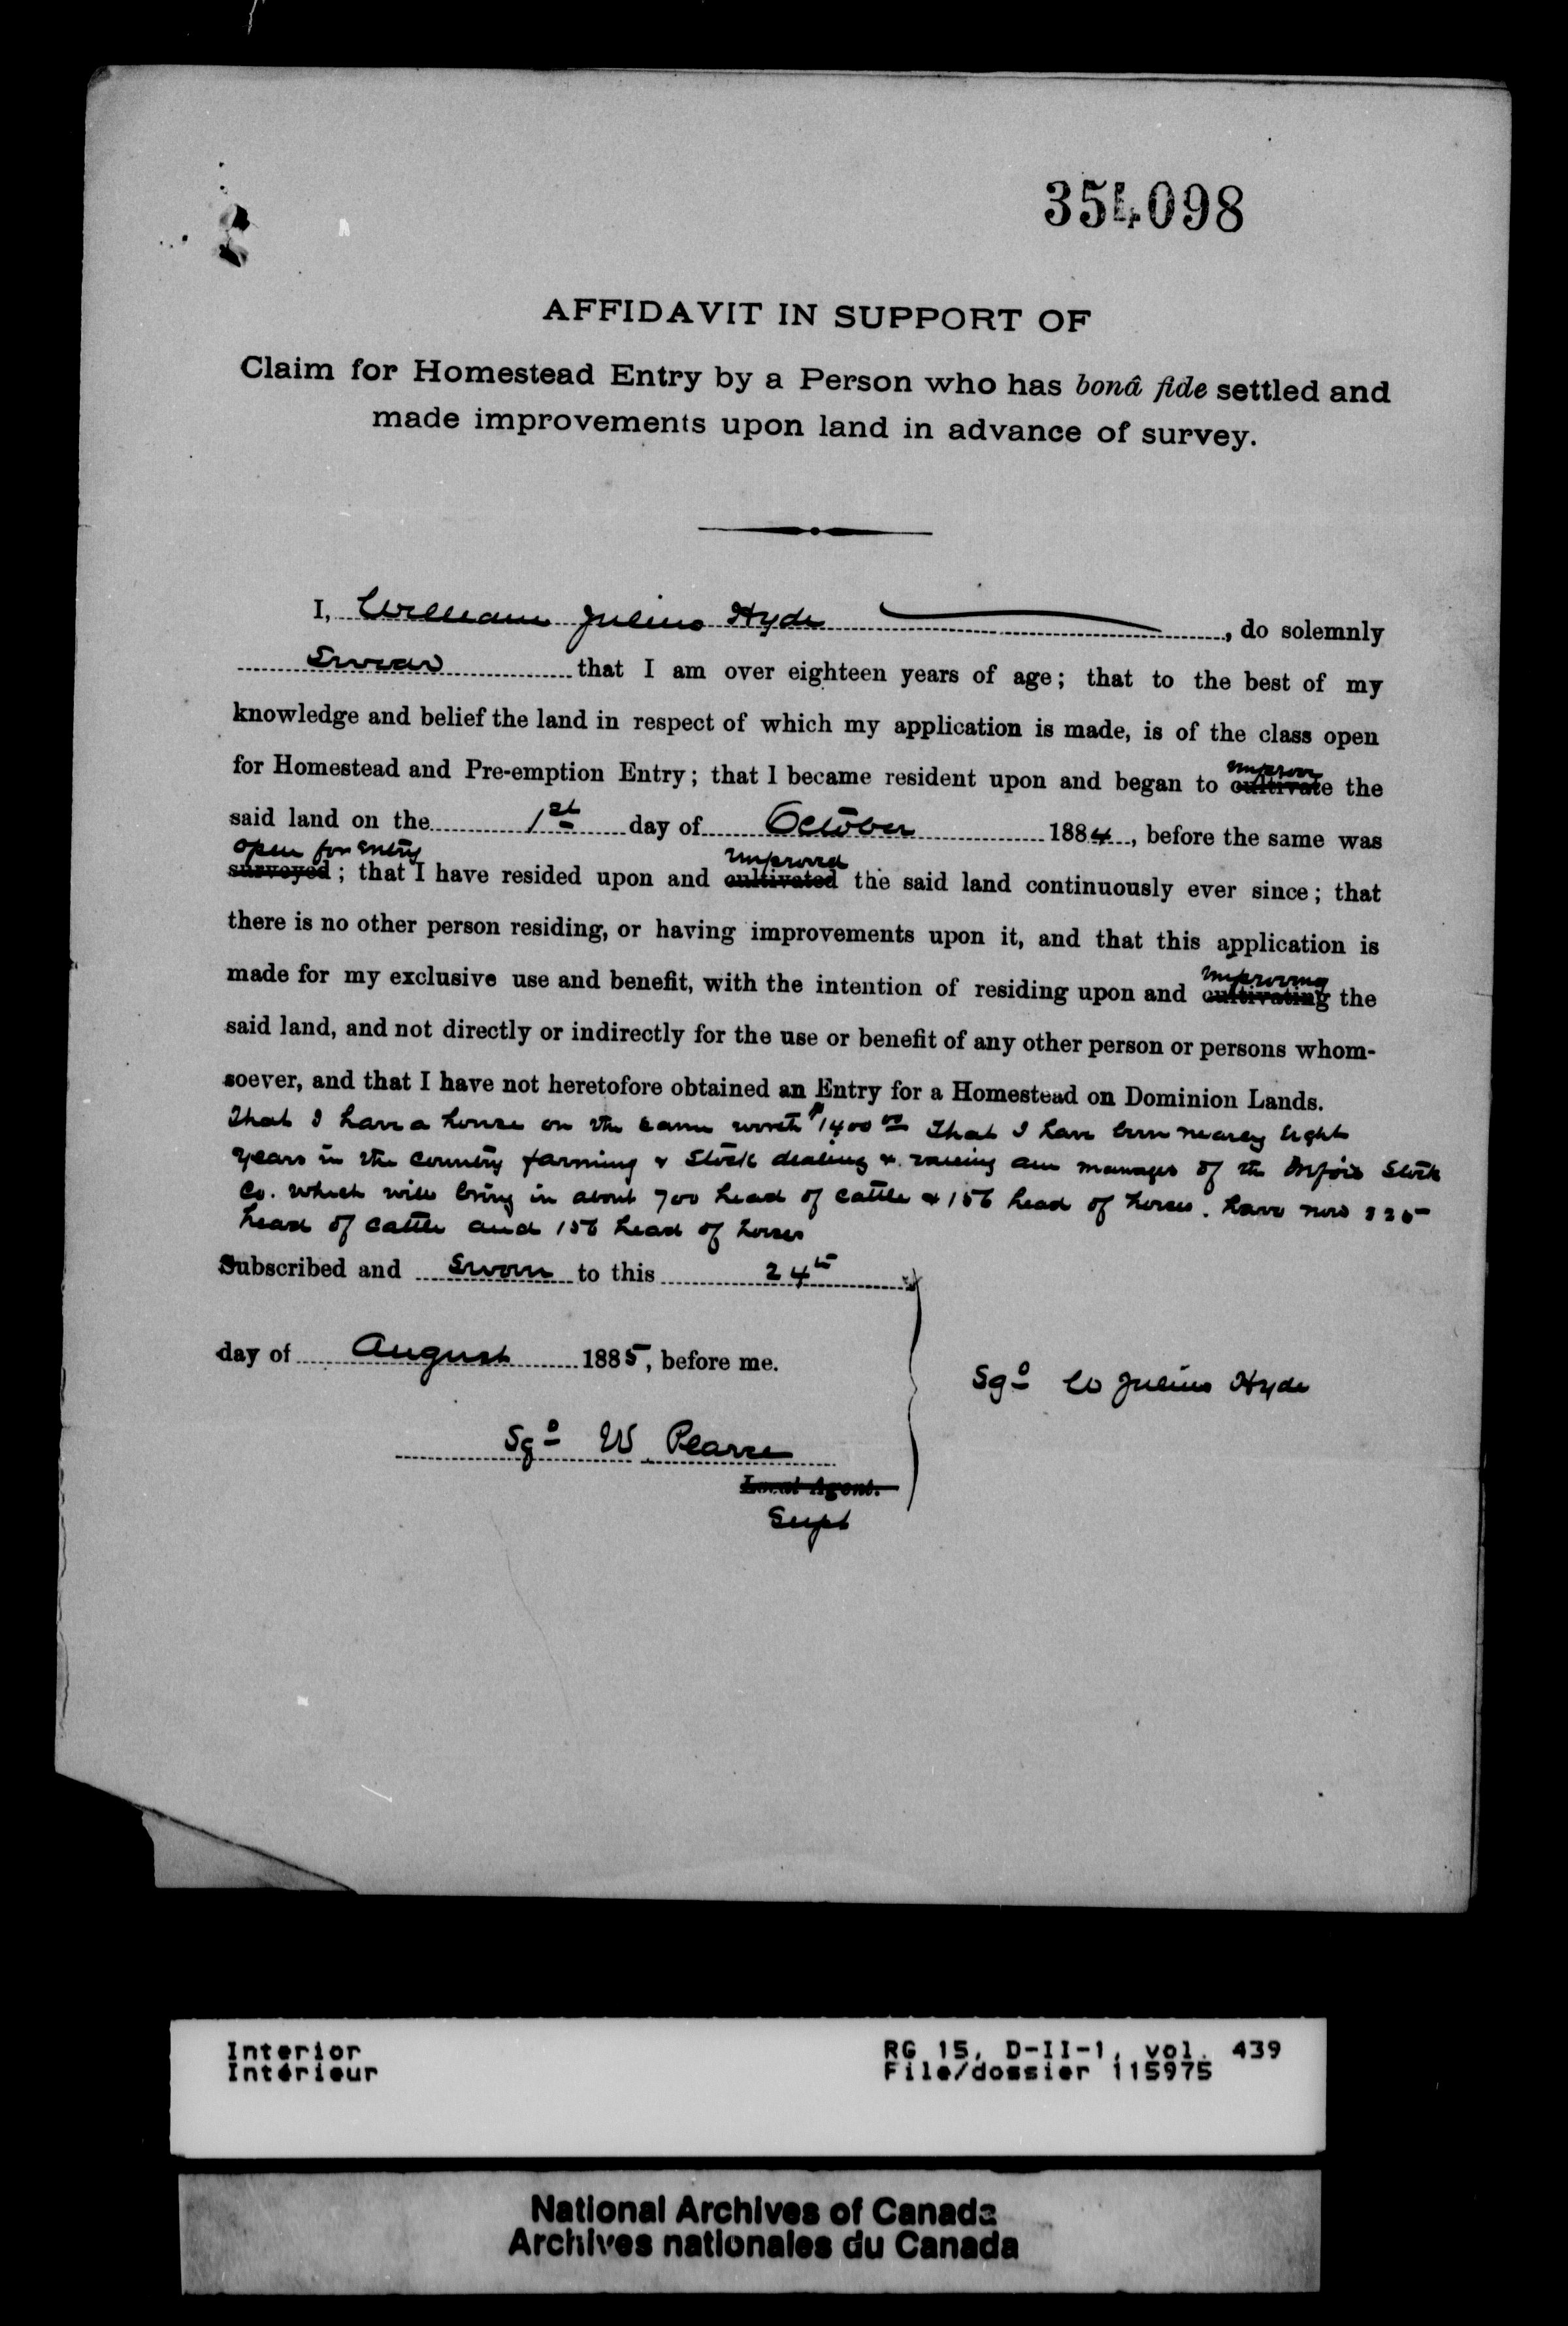 354098
AFFIDAVIT IN SUPPORT OF
Claim for Homestead Entry by a Person who has bonâ fide settled and
made improvements upon land in advance of survey.
I, William Julius Hyde, do solemnly
Swear that I am over eighteen years of age; that to the best of my
knowledge and belief the land in respect of which my application is made, is of the class open
for Homestead and Pre-emption Entry; that I became resident upon and began to cultivate improve the
said land on the 1st day of October 1884, before the same was
surveyed open for entry; that I have resided upon and cultivated improved the said land continuously ever since; that
there is no other person residing, or having improvements upon it, and that this application is
made for my exclusive use and benefit, with the intention of residing upon and cultivating improving the
said land, and not directly or indirectly for the use or benefit of any other person or persons whom-
soever, and that I have not heretofore obtained an Entry for a Homestead on Dominion Lands.
That I have a house on the same worth $1400 00 That I have been nearly eight
years in the country farming & Stock dealing & raising am manager of the Stock
Co. which will bring in about 700 head of cattle & 156 head of horses. have now
head of cattle and 156 head of horses
Subscribed and Sworn to this 24th
day of August 1885, before me.
Sgd W Julius Hyde
Sgd W Pearce
Local Agent.
Supt
Interior
Intérieur
RG 15, D-II-1, vol. 439
File/dossier 115975
National Archives of Canada
Archives nationales du Canada